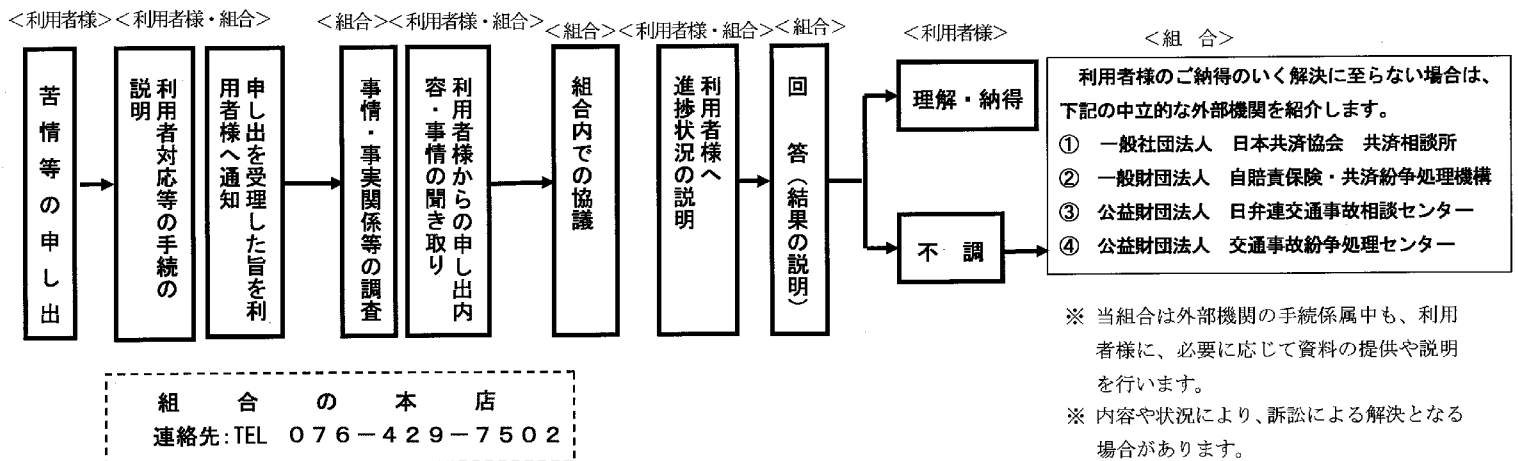 ＜利用者様＞
＜利用者様・組合＞
＜組合＞
＜利用者様・組合＞
＜組合＞
＜利用者様・組合＞
＜組合＞
＜利用者様＞
＜組　合＞
苦情等の申し出
利用者対応等の手続の
説明
申し出を受理した旨を利
用者様へ通知
事情・事実関係等の調査
利用者様からの申し出内
容・事情の聞き取り
組合内での協議
利用者様へ
進捗状況の説明
回　答（結果の説明）
理解・納得
不　調
利用者様のご納得のいく解決に至らない場合は、
下記の中立的な外部機関を紹介します。
①　一般社団法人　日本共済協会　共済相談所
②　一般財団法人　自賠責保険・共済紛争処理機構
③　公益財団法人　日弁連交通事故相談センター
④　公益財団法人　交通事故紛争処理センター
※ 当組合は外部機関の手続係属中も、利用
者様に、必要に応じて資料の提供や説明
を行います。
※ 内容や状況により、訴訟による解決となる
場合があります。
組　合　の　本　店
連絡先：TEL　０７６－４２９－７５０２